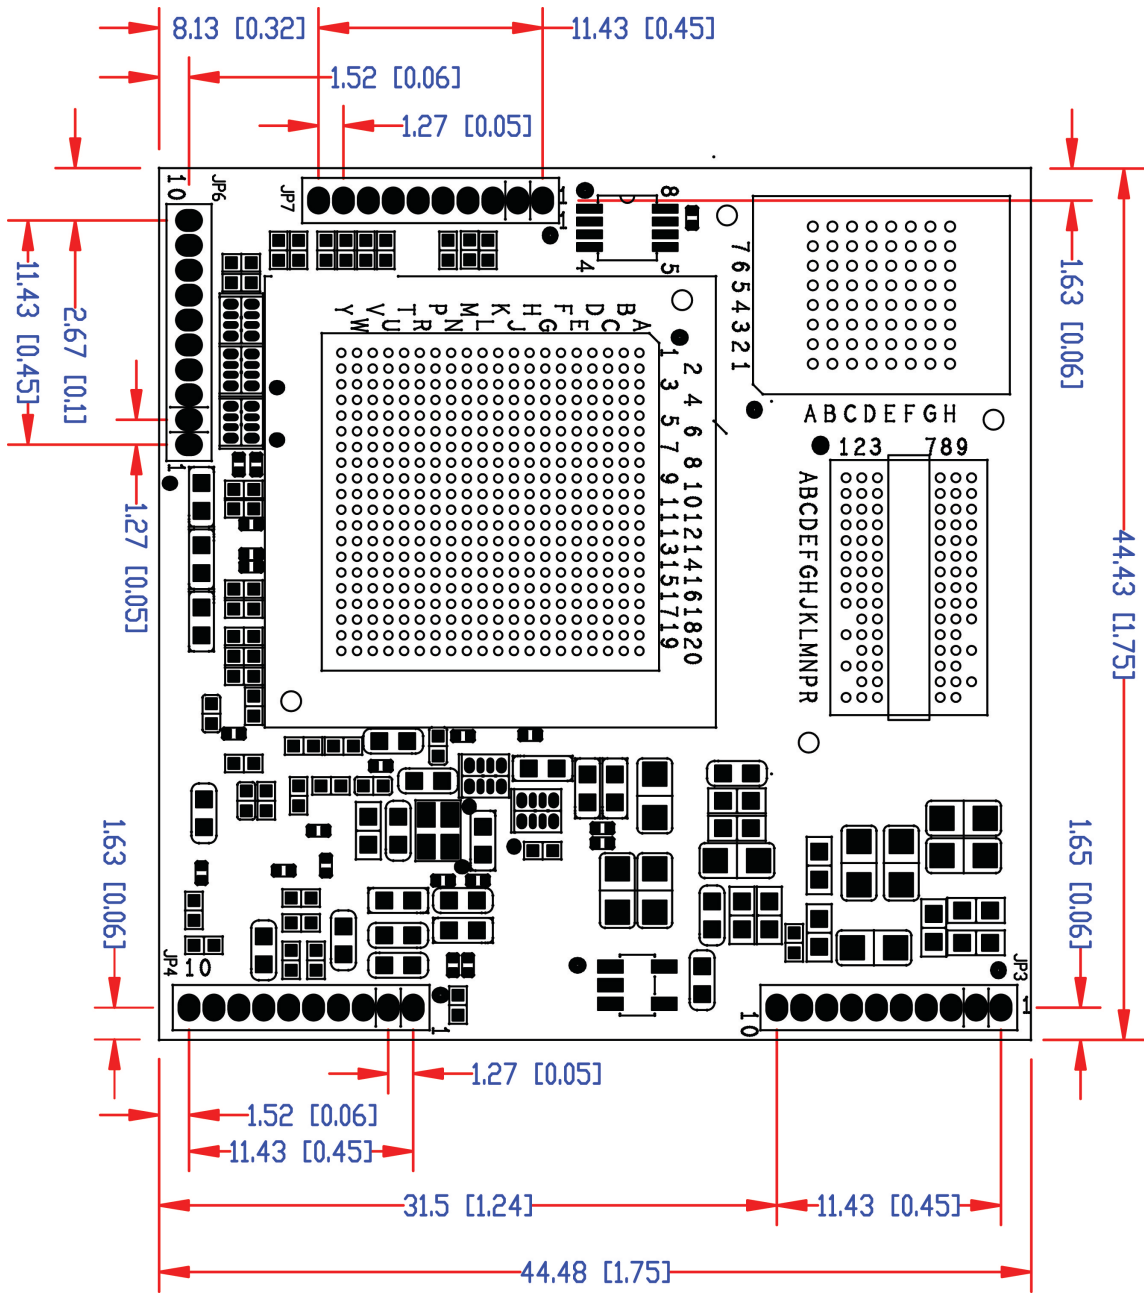 8.13 [0.32]
11.43 [0.45]
1.52 [0.06]
1.27 [0.05]
10
JP6
JP7
1
1
8
4
5
7 6 5 4 3 2 1
1.63 [0.06]
2.67 [0.1]
11.43 [0.45]
Y V T P M K H F D B
W U R N L J G E C A
1 3 5 7 9 11 13 15 17 19
2 4 6 8 10 12 14 16 18 20
ABCDEFGH
123
789
ABCDEFGHJKLMNPR
1
1.27 [0.05]
44.43 [1.75]
1.63 [0.06]
1.65 [0.06]
JP4
10
1
JP3
1
10
1.27 [0.05]
1.52 [0.06]
11.43 [0.45]
31.5 [1.24]
11.43 [0.45]
44.48 [1.75]